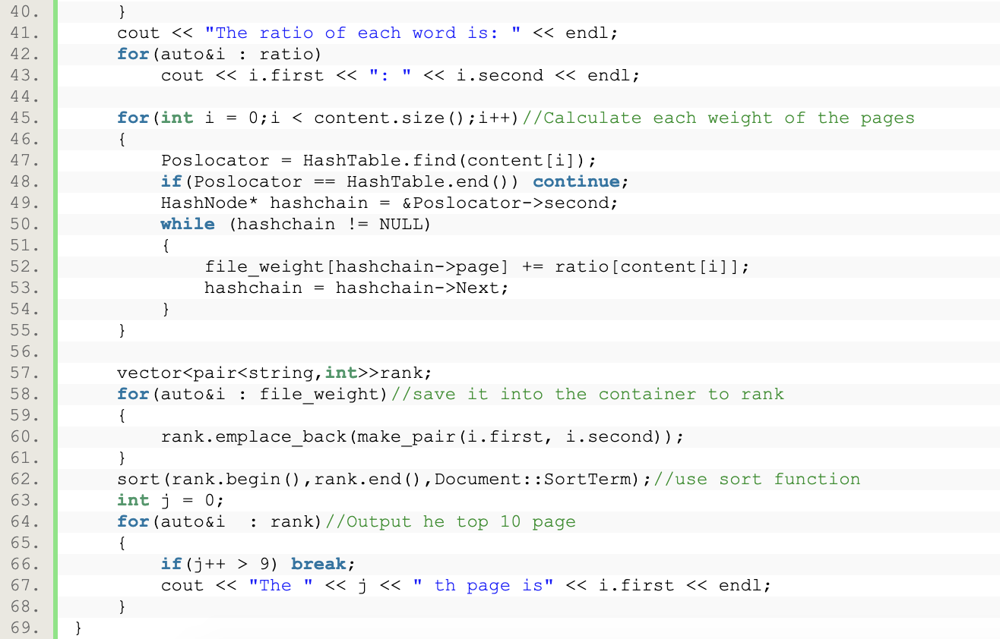 40. }
41. cout << "The ratio of each word is: " << endl;
42. for(auto&i : ratio)
43. cout << i.first << ": " << i.second << endl;
44.
45. for(int i = 0;i < content.size();i++)//Calculate each weight of the pages
46. {
47. Poslocator = HashTable.find(content[i]);
48. if(Poslocator == HashTable.end()) continue;
49. HashNode* hashchain = &Poslocator->second;
50. while (hashchain != NULL)
51. {
52. file_weight[hashchain->page] += ratio[content[i]];
53. hashchain = hashchain->Next;
54. }
55. }
56.
57. vector<pair<string,int>>rank;
58. for(auto&i : file_weight)//save it into the container to rank
59. {
60. rank.emplace_back(make_pair(i.first, i.second));
61. }
62. sort(rank.begin(),rank.end(),Document::SortTerm);//use sort function
63. int j = 0;
64. for(auto&i  : rank)//Output he top 10 page
65. {
66. if(j++ > 9) break;
67. cout << "The " << j << " th page is" << i.first << endl;
68. }
69. }